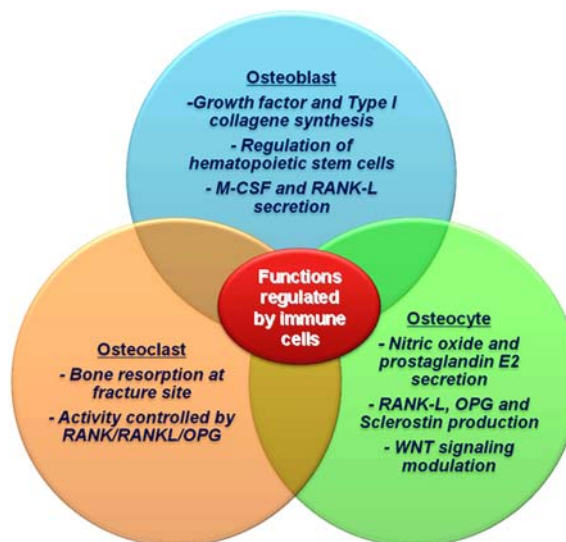 Osteoblast
-Growth factor and Type I
collagene synthesis
- Regulation of
hematopoietic stem cells
- M-CSF and RANK-L
secretion
Functions
regulated
by immune
cells
Osteoclast
- Bone resorption at
fracture site
- Activity controlled by
RANK/RANKL/OPG
Osteocyte
- Nitric oxide and
prostaglandin E2
secretion
- RANK-L, OPG and
Sclerostin production
- WNT signaling
modulation